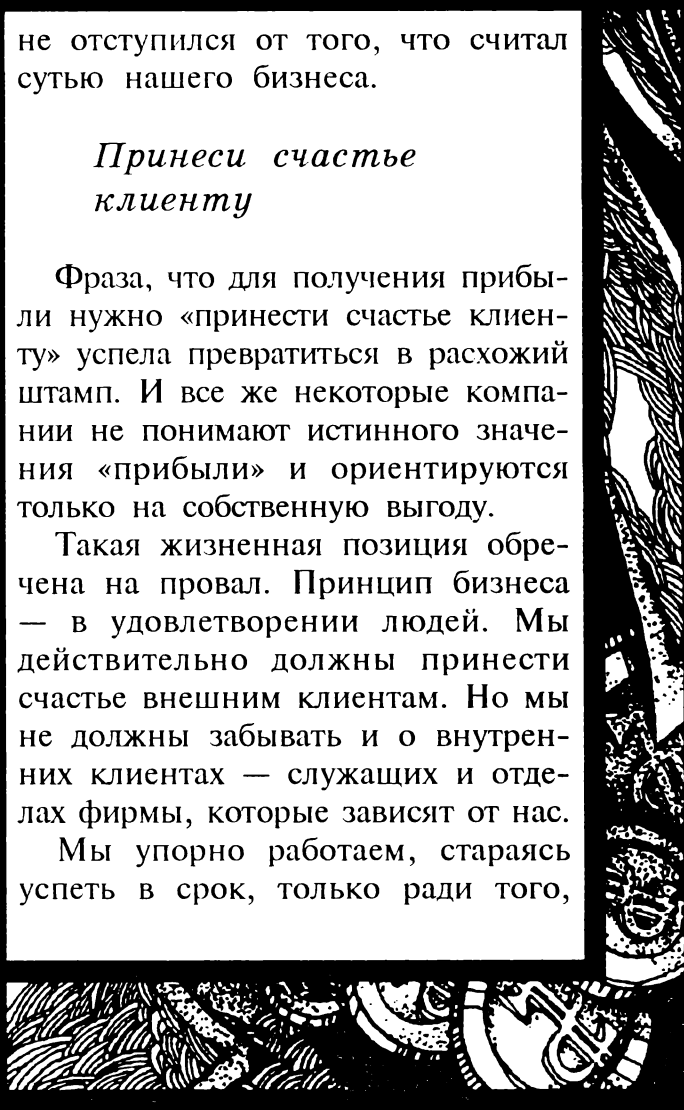 не отступился от того, что считал
сутью нашего бизнеса.
Принеси счастье
клиенту
Фраза, что для получения прибы-
ли нужно «принести счастье клиен-
ту» успела превратиться в расхожий
штамп. И все же некоторые компа-
нии не понимают истинного значе-
ния «прибыли» и ориентируются
только на собственную выгоду.
Такая жизненная позиция обре-
чена на провал. Принцип бизнеса
— в удовлетворении людей. Мы
действительно должны принести
счастье внешним клиентам. Но мы
не должны забывать и о внутрен-
них клиентах — служащих и отде-
лах фирмы, которые зависят от нас.
Мы упорно работаем, стараясь
успеть в срок, только ради того,